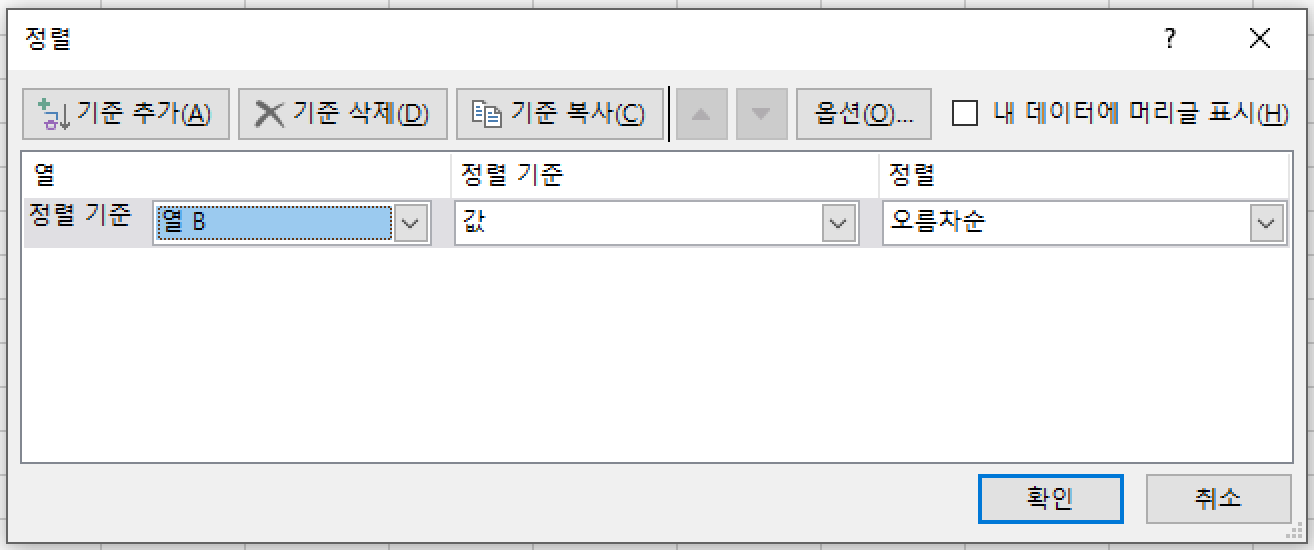 정렬
?
기준 추가(A) 기준 삭제(D) 기준 복사(C) 옵션(O)... 내 데이터에 머리글 표시(H)
열 정렬 기준 정렬
정렬 기준 열 B 값 오름차순
확인 취소